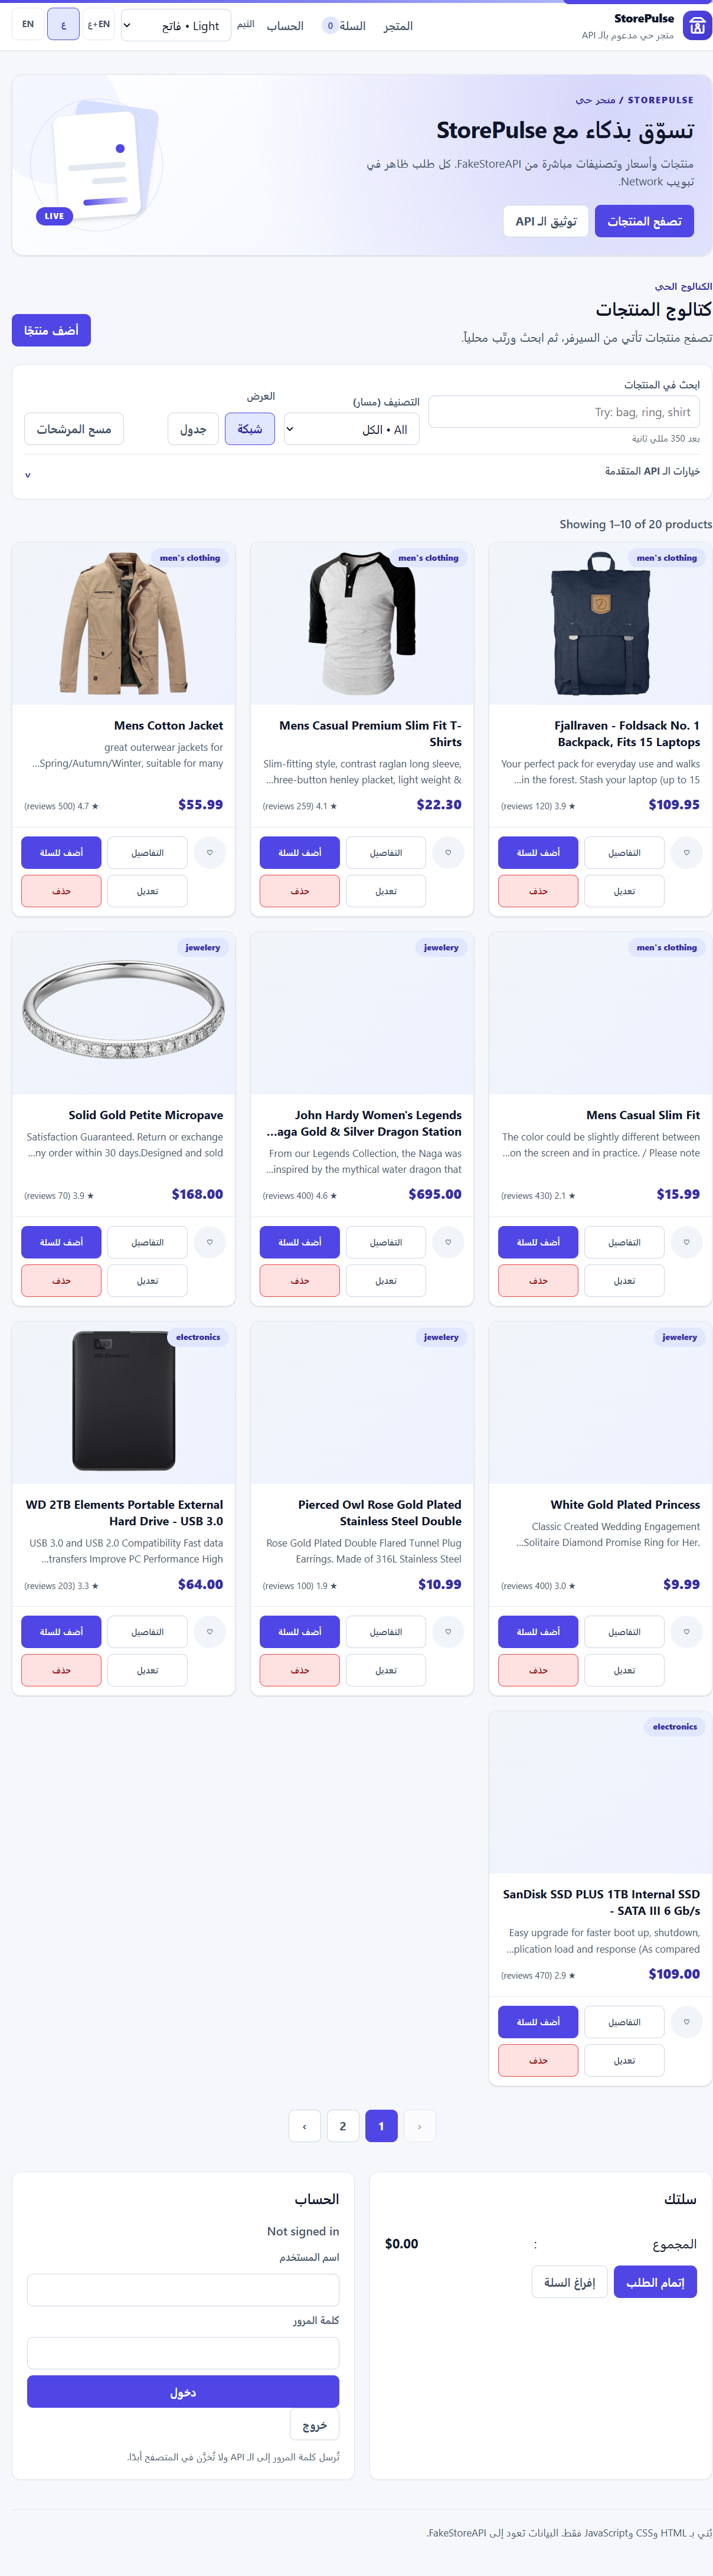 StorePulse
متجر حي مدعوم بالـ API
المتجر
السلة 0
الحساب
الثيم
Light • فاتح
ع+EN
ع
EN
STOREPULSE / متجر حي
تسوّق بذكاء مع StorePulse
منتجات وأسعار وتصنيفات مباشرة من FakeStoreAPI. كل طلب ظاهر في
تبويب Network.
تصفح المنتجات
توثيق الـ API
LIVE
الكتالوج الحي
كتالوج المنتجات
تصفح منتجات تأتي من السيرفر، ثم ابحث ورتّب محلياً.
أضف منتجًا
ابحث في المنتجات
Try: bag, ring, shirt
بعد 350 مللي ثانية
التصنيف (مسار)
All • الكل
العرض
شبكة
جدول
مسح المرشحات
خيارات الـ API المتقدمة
Showing 1–10 of 20 products
men's clothing
Fjallraven - Foldsack No. 1
Backpack, Fits 15 Laptops
Your perfect pack for everyday use and walks
...in the forest. Stash your laptop (up to 15
$109.95
★ 3.9 (120 reviews)
♡
التفاصيل
أضف للسلة
تعديل
حذف
men's clothing
Mens Casual Premium Slim Fit T-
Shirts
Slim-fitting style, contrast raglan long sleeve,
...hree-button henley placket, light weight &
$22.30
★ 4.1 (259 reviews)
♡
التفاصيل
أضف للسلة
تعديل
حذف
men's clothing
Mens Cotton Jacket
great outerwear jackets for
...Spring/Autumn/Winter, suitable for many
$55.99
★ 4.7 (500 reviews)
♡
التفاصيل
أضف للسلة
تعديل
حذف
men's clothing
Mens Casual Slim Fit
The color could be slightly different between
...on the screen and in practice. / Please note
$15.99
★ 2.1 (430 reviews)
♡
التفاصيل
أضف للسلة
تعديل
حذف
jewelery
John Hardy Women's Legends
...aga Gold & Silver Dragon Station
From our Legends Collection, the Naga was
...inspired by the mythical water dragon that
$695.00
★ 4.6 (400 reviews)
♡
التفاصيل
أضف للسلة
تعديل
حذف
jewelery
Solid Gold Petite Micropave
Satisfaction Guaranteed. Return or exchange
...ny order within 30 days.Designed and sold
$168.00
★ 3.9 (70 reviews)
♡
التفاصيل
أضف للسلة
تعديل
حذف
jewelery
White Gold Plated Princess
Classic Created Wedding Engagement
...Solitaire Diamond Promise Ring for Her.
$9.99
★ 3.0 (400 reviews)
♡
التفاصيل
أضف للسلة
تعديل
حذف
jewelery
Pierced Owl Rose Gold Plated
Stainless Steel Double
Rose Gold Plated Double Flared Tunnel Plug
Earrings. Made of 316L Stainless Steel
$10.99
★ 1.9 (100 reviews)
♡
التفاصيل
أضف للسلة
تعديل
حذف
electronics
WD 2TB Elements Portable External
Hard Drive - USB 3.0
USB 3.0 and USB 2.0 Compatibility Fast data
...transfers Improve PC Performance High
$64.00
★ 3.3 (203 reviews)
♡
التفاصيل
أضف للسلة
تعديل
حذف
electronics
SanDisk SSD PLUS 1TB Internal SSD
- SATA III 6 Gb/s
Easy upgrade for faster boot up, shutdown,
...plication load and response (As compared
$109.00
★ 2.9 (470 reviews)
♡
التفاصيل
أضف للسلة
تعديل
حذف
‹ 1 2 ›
سلتك
المجموع : $0.00
إتمام الطلب
إفراغ السلة
الحساب
Not signed in
اسم المستخدم
كلمة المرور
دخول
خروج
تُرسل كلمة المرور إلى الـ API ولا تُخزَّن في المتصفح أبدًا.
بُني بـ HTML وCSS وJavaScript فقط. البيانات تعود إلى FakeStoreAPI.